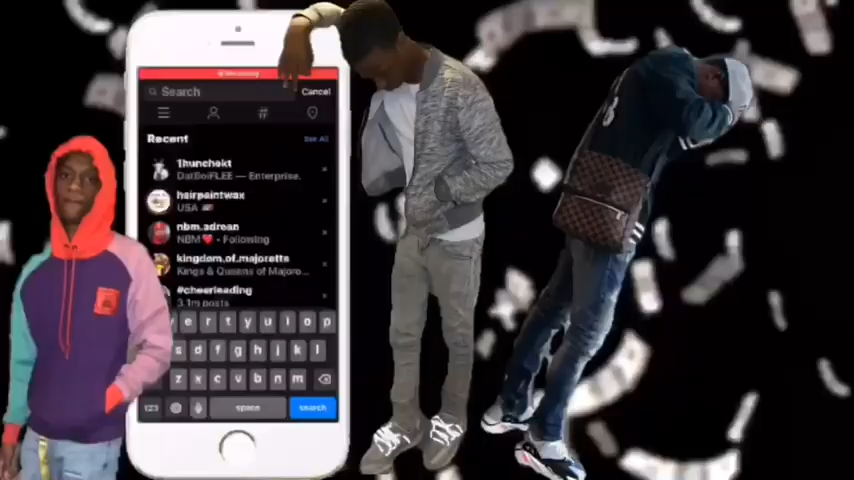 Search
Cancel
#
Recent
See All
1hunchokt
DatBoiFLEE — Enterprise.
hairpaintwax
USA
nbm.adrean
NBM❤️ • Following
kingdom.of.majoretts
Kings & Queens of Majore...
#cheerleading
3.1m posts
e r t y u i o p
s d f g h j k l
z x c v b n m
123
space
search